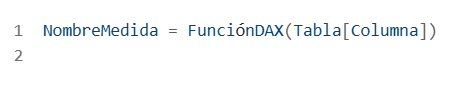 1 NombreMedida = FunciónDAX(Tabla[Columna])
2